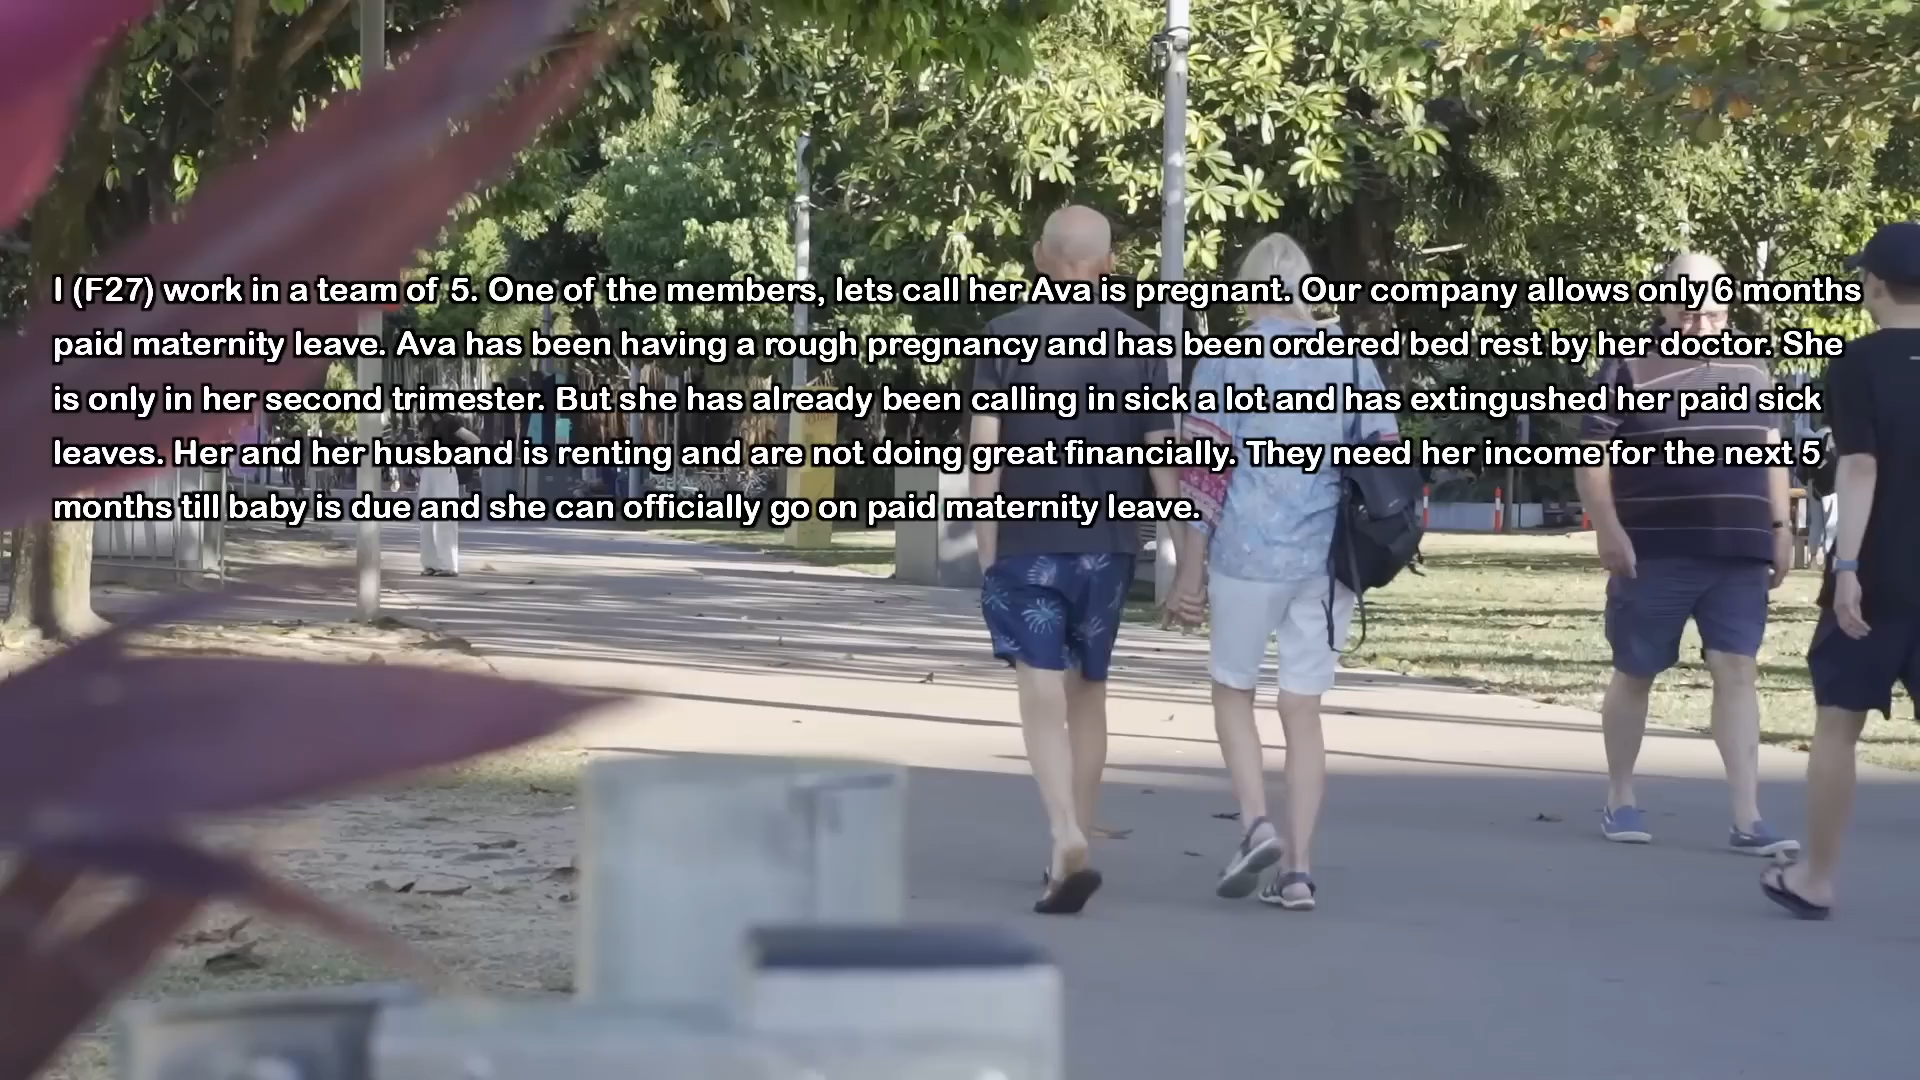 I (F27) work in a team of 5. One of the members, lets call her Ava is pregnant. Our company allows only 6 months
paid maternity leave. Ava has been having a rough pregnancy and has been ordered bed rest by her doctor. She
is only in her second trimester. But she has already been calling in sick a lot and has extingushed her paid sick
leaves. Her and her husband is renting and are not doing great financially. They need her income for the next 5
months till baby is due and she can officially go on paid maternity leave.